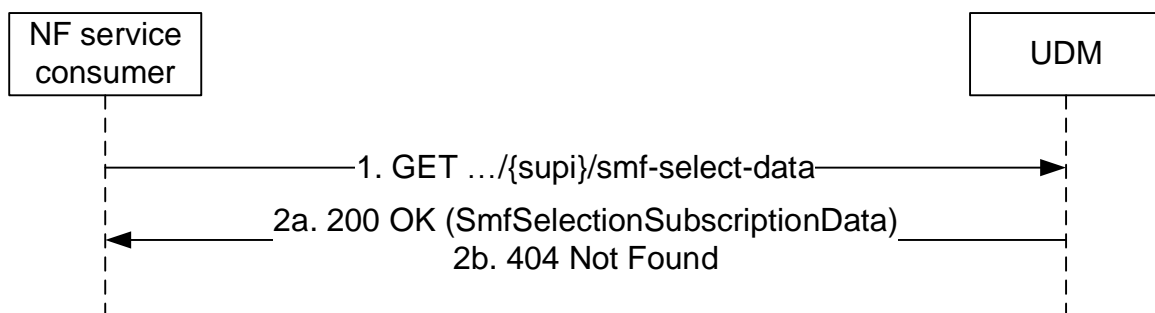 NF service
consumer
UDM
1. GET …/{supi}/smf-select-data
2a. 200 OK (SmfSelectionSubscriptionData)
2b. 404 Not Found